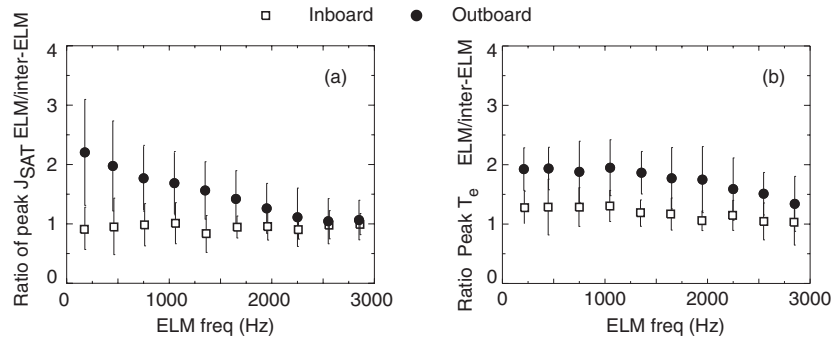 Inboard Outboard
Ratio of peak J_SAT ELM/inter-ELM
(a)
4
3
2
1
0
0 1000 2000 3000
ELM freq (Hz)
Ratio Peak T_e ELM/inter-ELM
(b)
4
3
2
1
0
0 1000 2000 3000
ELM freq (Hz)